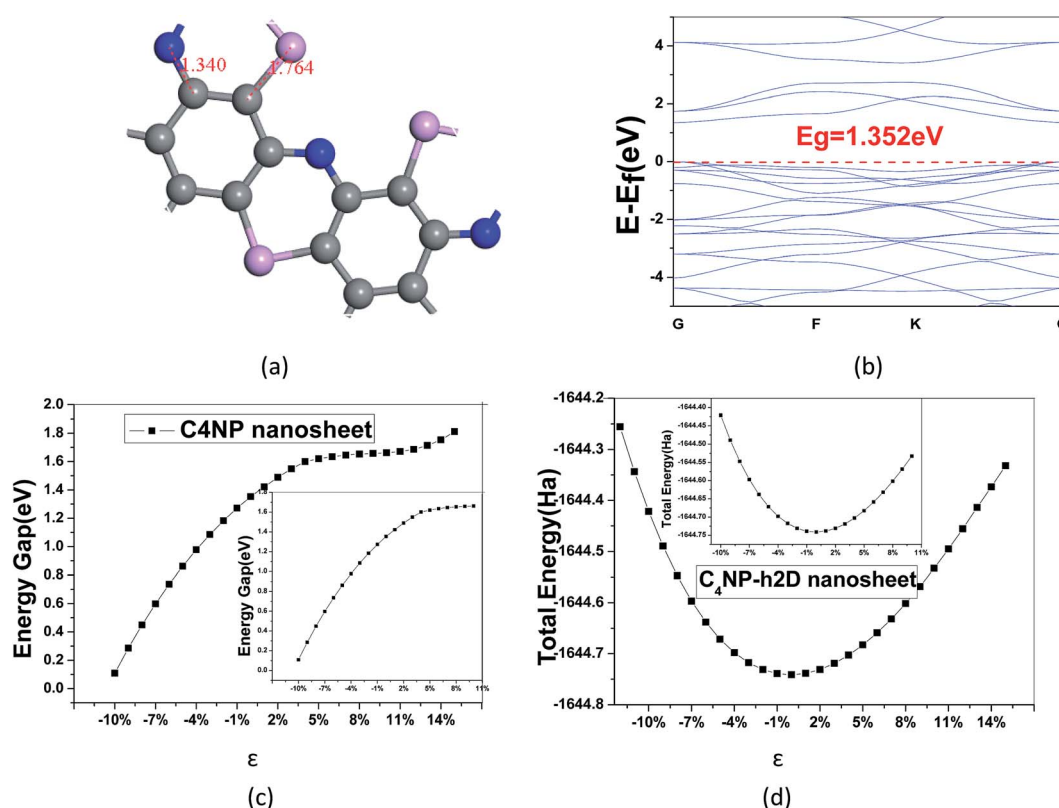 1.340
1.764
(a)
E-Ef(eV)
4
2
0
-2
-4
Eg=1.352eV
G F K
(b)
Energy Gap(eV)
2.0
1.8
1.6
1.4
1.2
1.0
0.8
0.6
0.4
0.2
0.0
C4NP nanosheet
-10% -7% -4% -1% 2% 5% 8% 11% 14%
Energy Gap(eV)
1.8
1.6
1.4
1.2
1.0
0.8
0.6
0.4
0.2
0.0
-10% -7% -4% -1% 2% 5% 8% 11%
ε
(c)
Total Energy(Ha)
-1644.2
-1644.3
-1644.4
-1644.5
-1644.6
-1644.7
-1644.8
Total Energy(Ha)
-1644.40
-1644.45
-1644.50
-1644.55
-1644.60
-1644.65
-1644.70
-1644.75
-10% -7% -4% -1% 2% 5% 8% 11%
C4NP-h2D nanosheet
-10% -7% -4% -1% 2% 5% 8% 11% 14%
ε
(d)